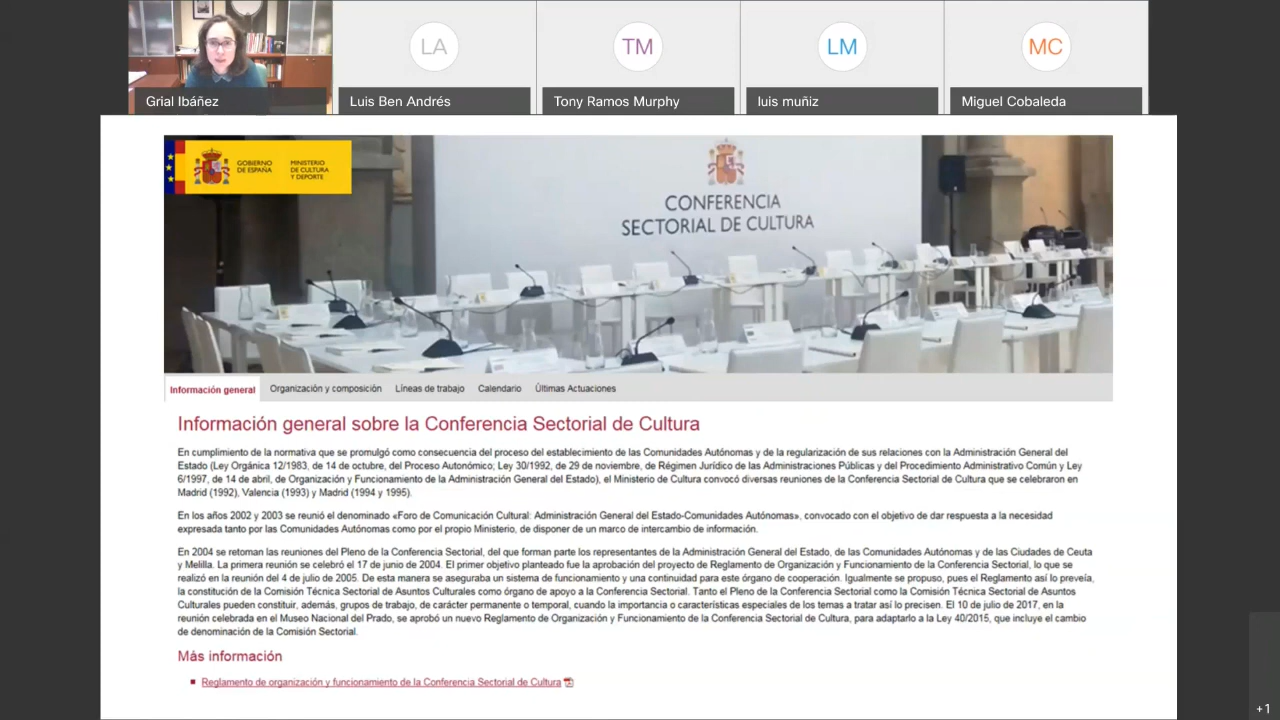 LA
TM
LM
MC
Grial Ibáñez
Luis Ben Andrés
Tony Ramos Murphy
luis muñiz
Miguel Cobaleda
GOBIERNO
DE ESPAÑA
MINISTERIO
DE CULTURA
Y DEPORTE
CONFERENCIA
SECTORIAL DE CULTURA
Información general
Organización y composición
Líneas de trabajo
Calendario
Últimas Actuaciones
Información general sobre la Conferencia Sectorial de Cultura
En cumplimiento de la normativa que se promulgó como consecuencia del proceso del establecimiento de las Comunidades Autónomas y de la regularización de sus relaciones con la Administración General del
Estado (Ley Orgánica 12/1983, de 14 de octubre, del Proceso Autonómico; Ley 30/1992, de 29 de noviembre, de Régimen Jurídico de las Administraciones Públicas y del Procedimiento Administrativo Común y Ley
6/1997, de 14 de abril, de Organización y Funcionamiento de la Administración General del Estado), el Ministerio de Cultura convocó diversas reuniones de la Conferencia Sectorial de Cultura que se celebraron en
Madrid (1992), Valencia (1993) y Madrid (1994 y 1995).
En los años 2002 y 2003 se reunió el denominado «Foro de Comunicación Cultural: Administración General del Estado-Comunidades Autónomas», convocado con el objetivo de dar respuesta a la necesidad
expresada tanto por las Comunidades Autónomas como por el propio Ministerio, de disponer de un marco de intercambio de información.
En 2004 se retoman las reuniones del Pleno de la Conferencia Sectorial, del que forman parte los representantes de la Administración General del Estado, de las Comunidades Autónomas y de las Ciudades de Ceuta
y Melilla. La primera reunión se celebró el 17 de junio de 2004. El primer objetivo planteado fue la aprobación del proyecto de Reglamento de Organización y Funcionamiento de la Conferencia Sectorial, lo que se
realizó en la reunión del 4 de julio de 2005. De esta manera se aseguraba un sistema de funcionamiento y una continuidad para este órgano de cooperación. Igualmente se propuso, pues el Reglamento así lo preveía,
la constitución de la Comisión Técnica Sectorial de Asuntos Culturales como órgano de apoyo a la Conferencia Sectorial. Tanto el Pleno de la Conferencia Sectorial como la Comisión Técnica Sectorial de Asuntos
Culturales pueden constituir, además, grupos de trabajo, de carácter permanente o temporal, cuando la importancia o características especiales de los temas a tratar así lo precisen. El 10 de julio de 2017, en la
reunión celebrada en el Museo Nacional del Prado, se aprobó un nuevo Reglamento de Organización y Funcionamiento de la Conferencia Sectorial de Cultura, para adaptarlo a la Ley 40/2015, que incluye el cambio
de denominación de la Comisión Sectorial.
Más información
Reglamento de organización y funcionamiento de la Conferencia Sectorial de Cultura
+1